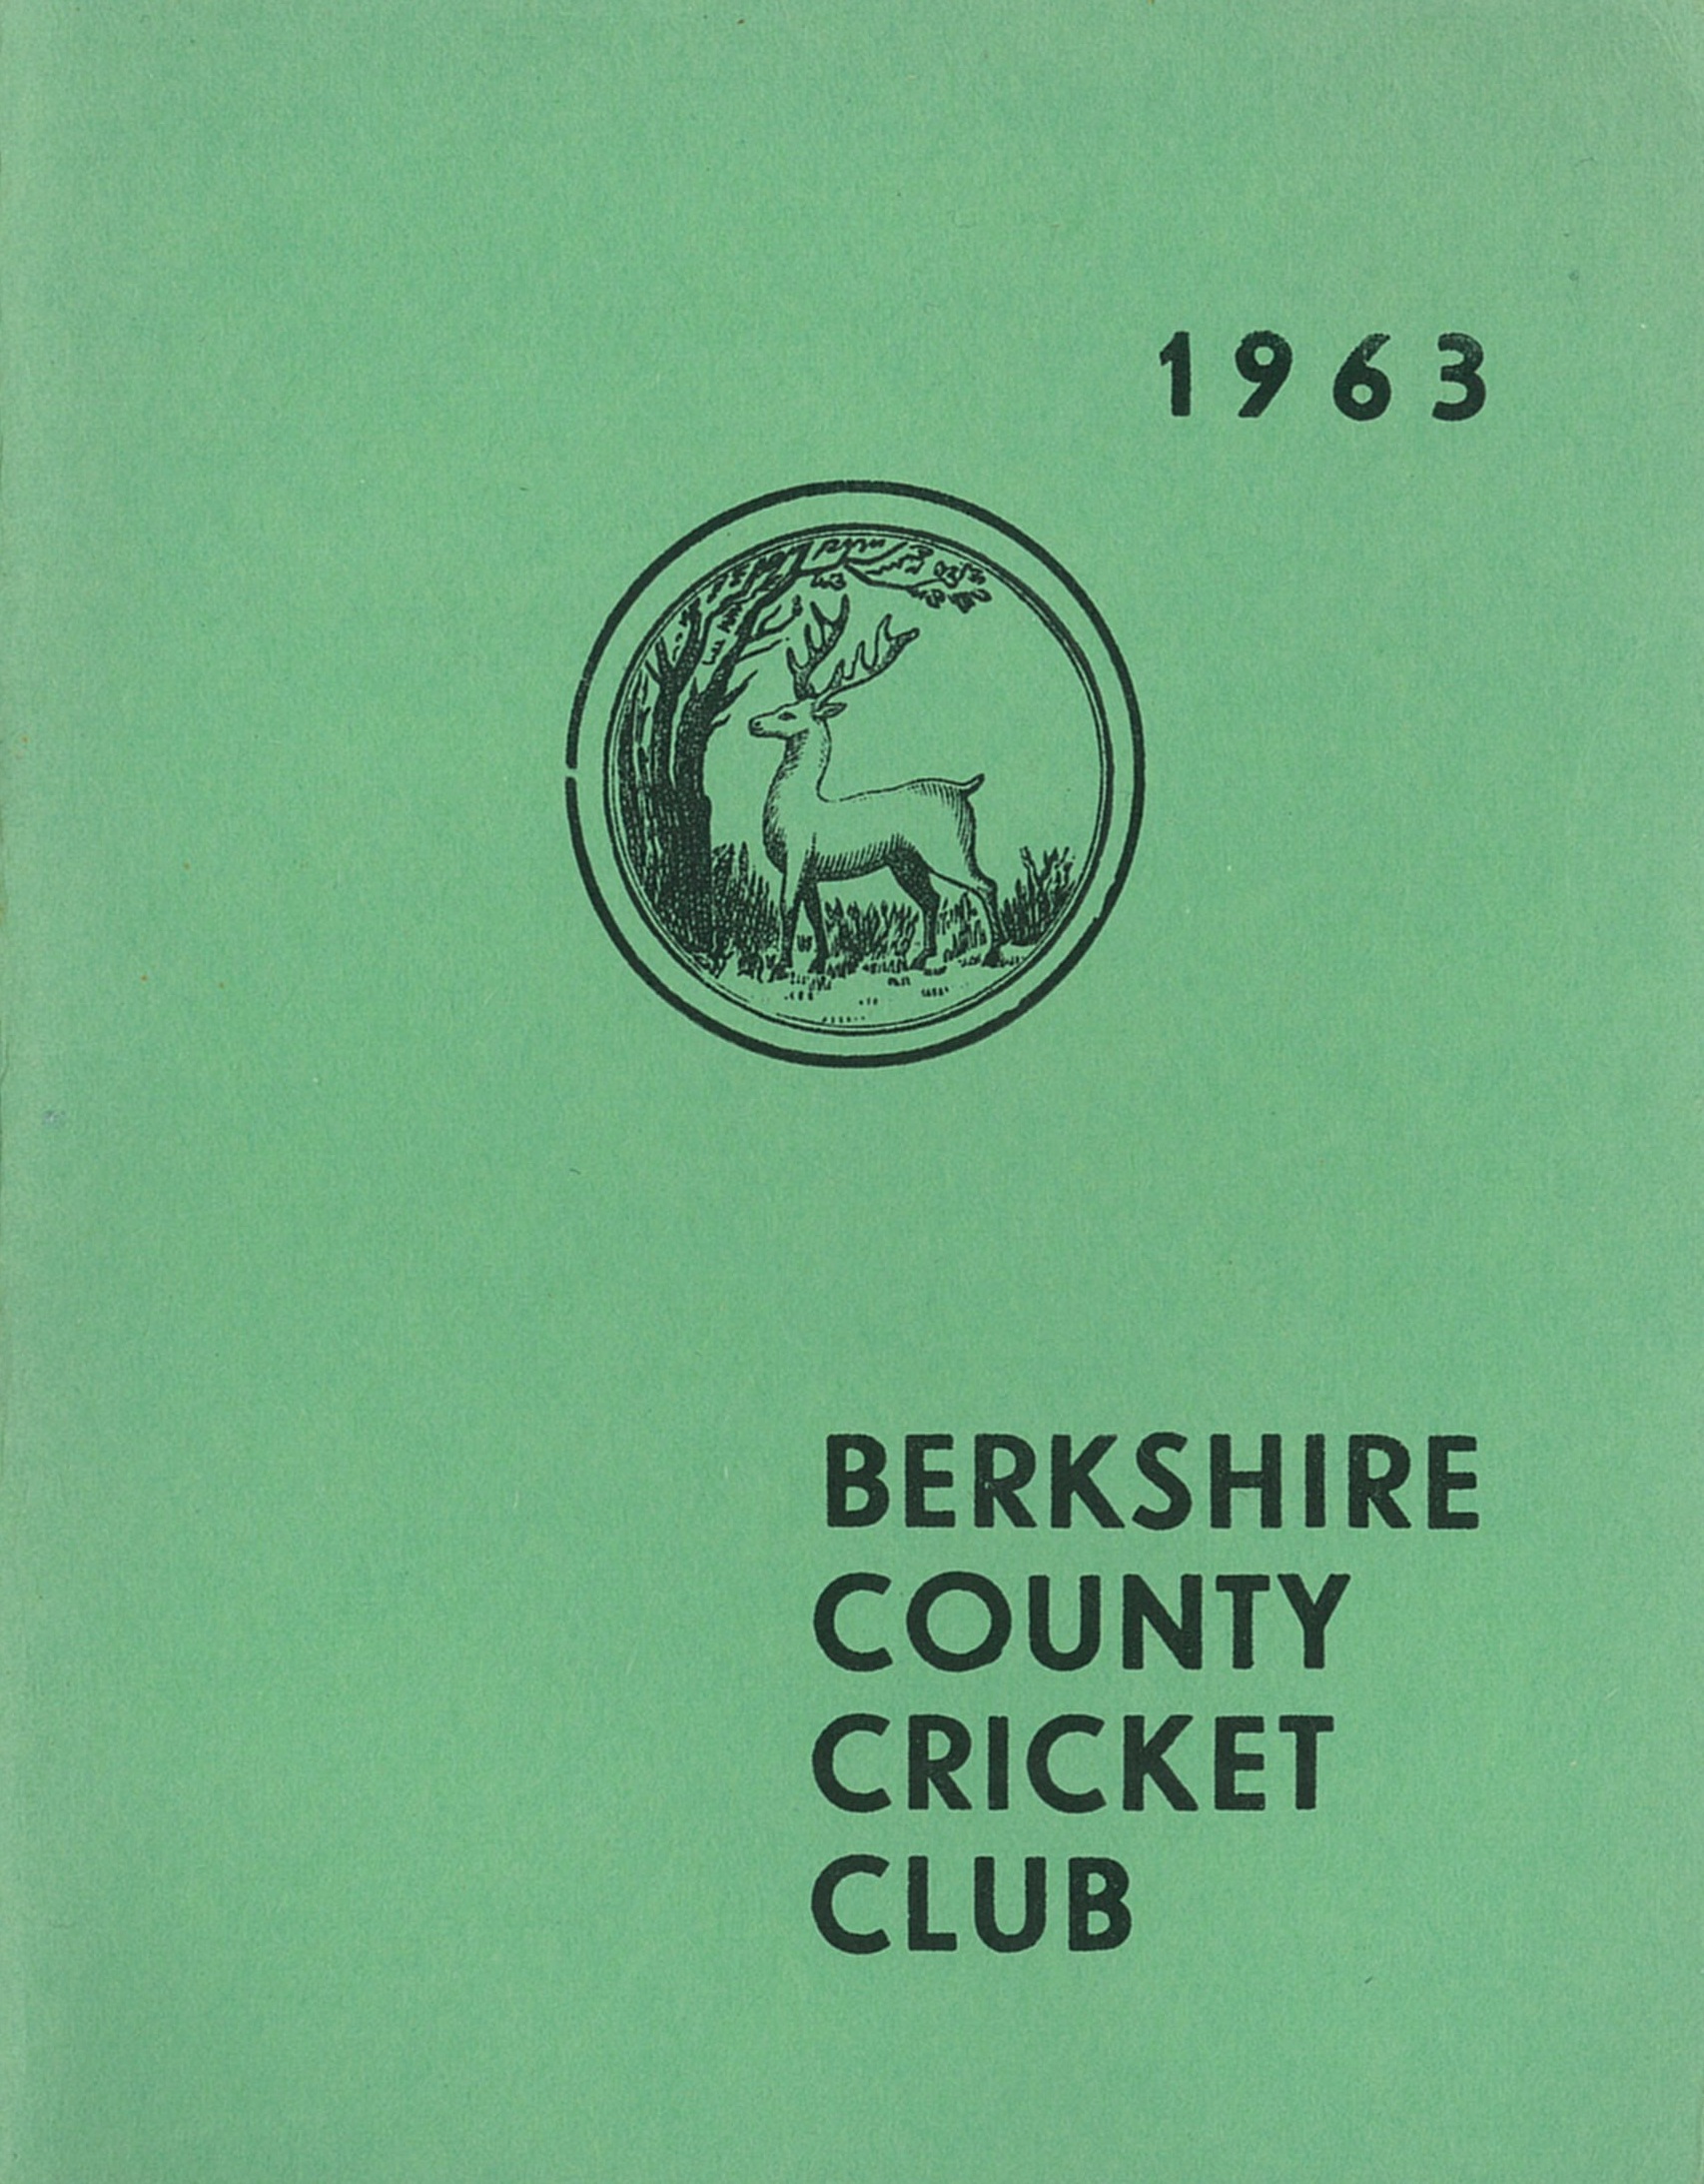 1963
BERKSHIRE
COUNTY
CRICKET
CLUB